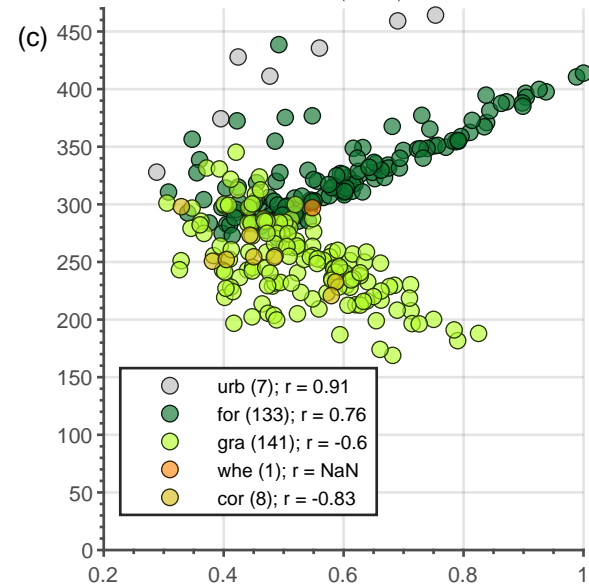 (c)
450
400
350
300
250
200
150
100
50
0
urb (7); r = 0.91
for (133); r = 0.76
gra (141); r = -0.6
whe (1); r = NaN
cor (8); r = -0.83
0.2 0.4 0.6 0.8 1